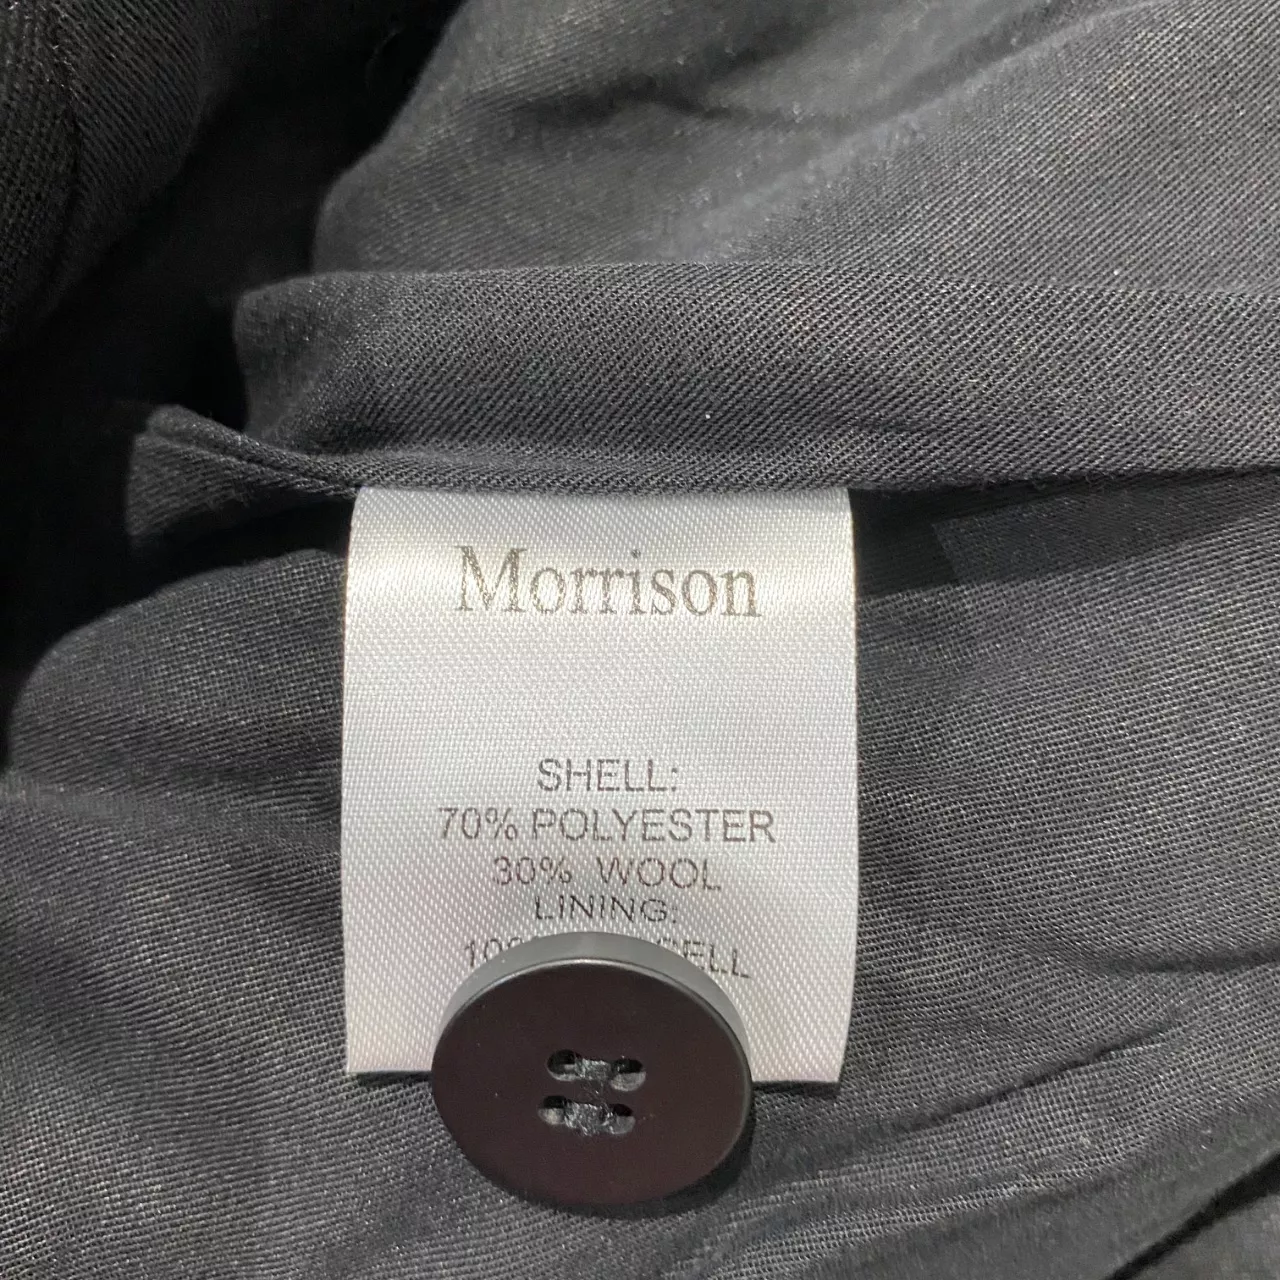 Morrison
SHELL:
70% POLYESTER
30% WOOL
LINING: